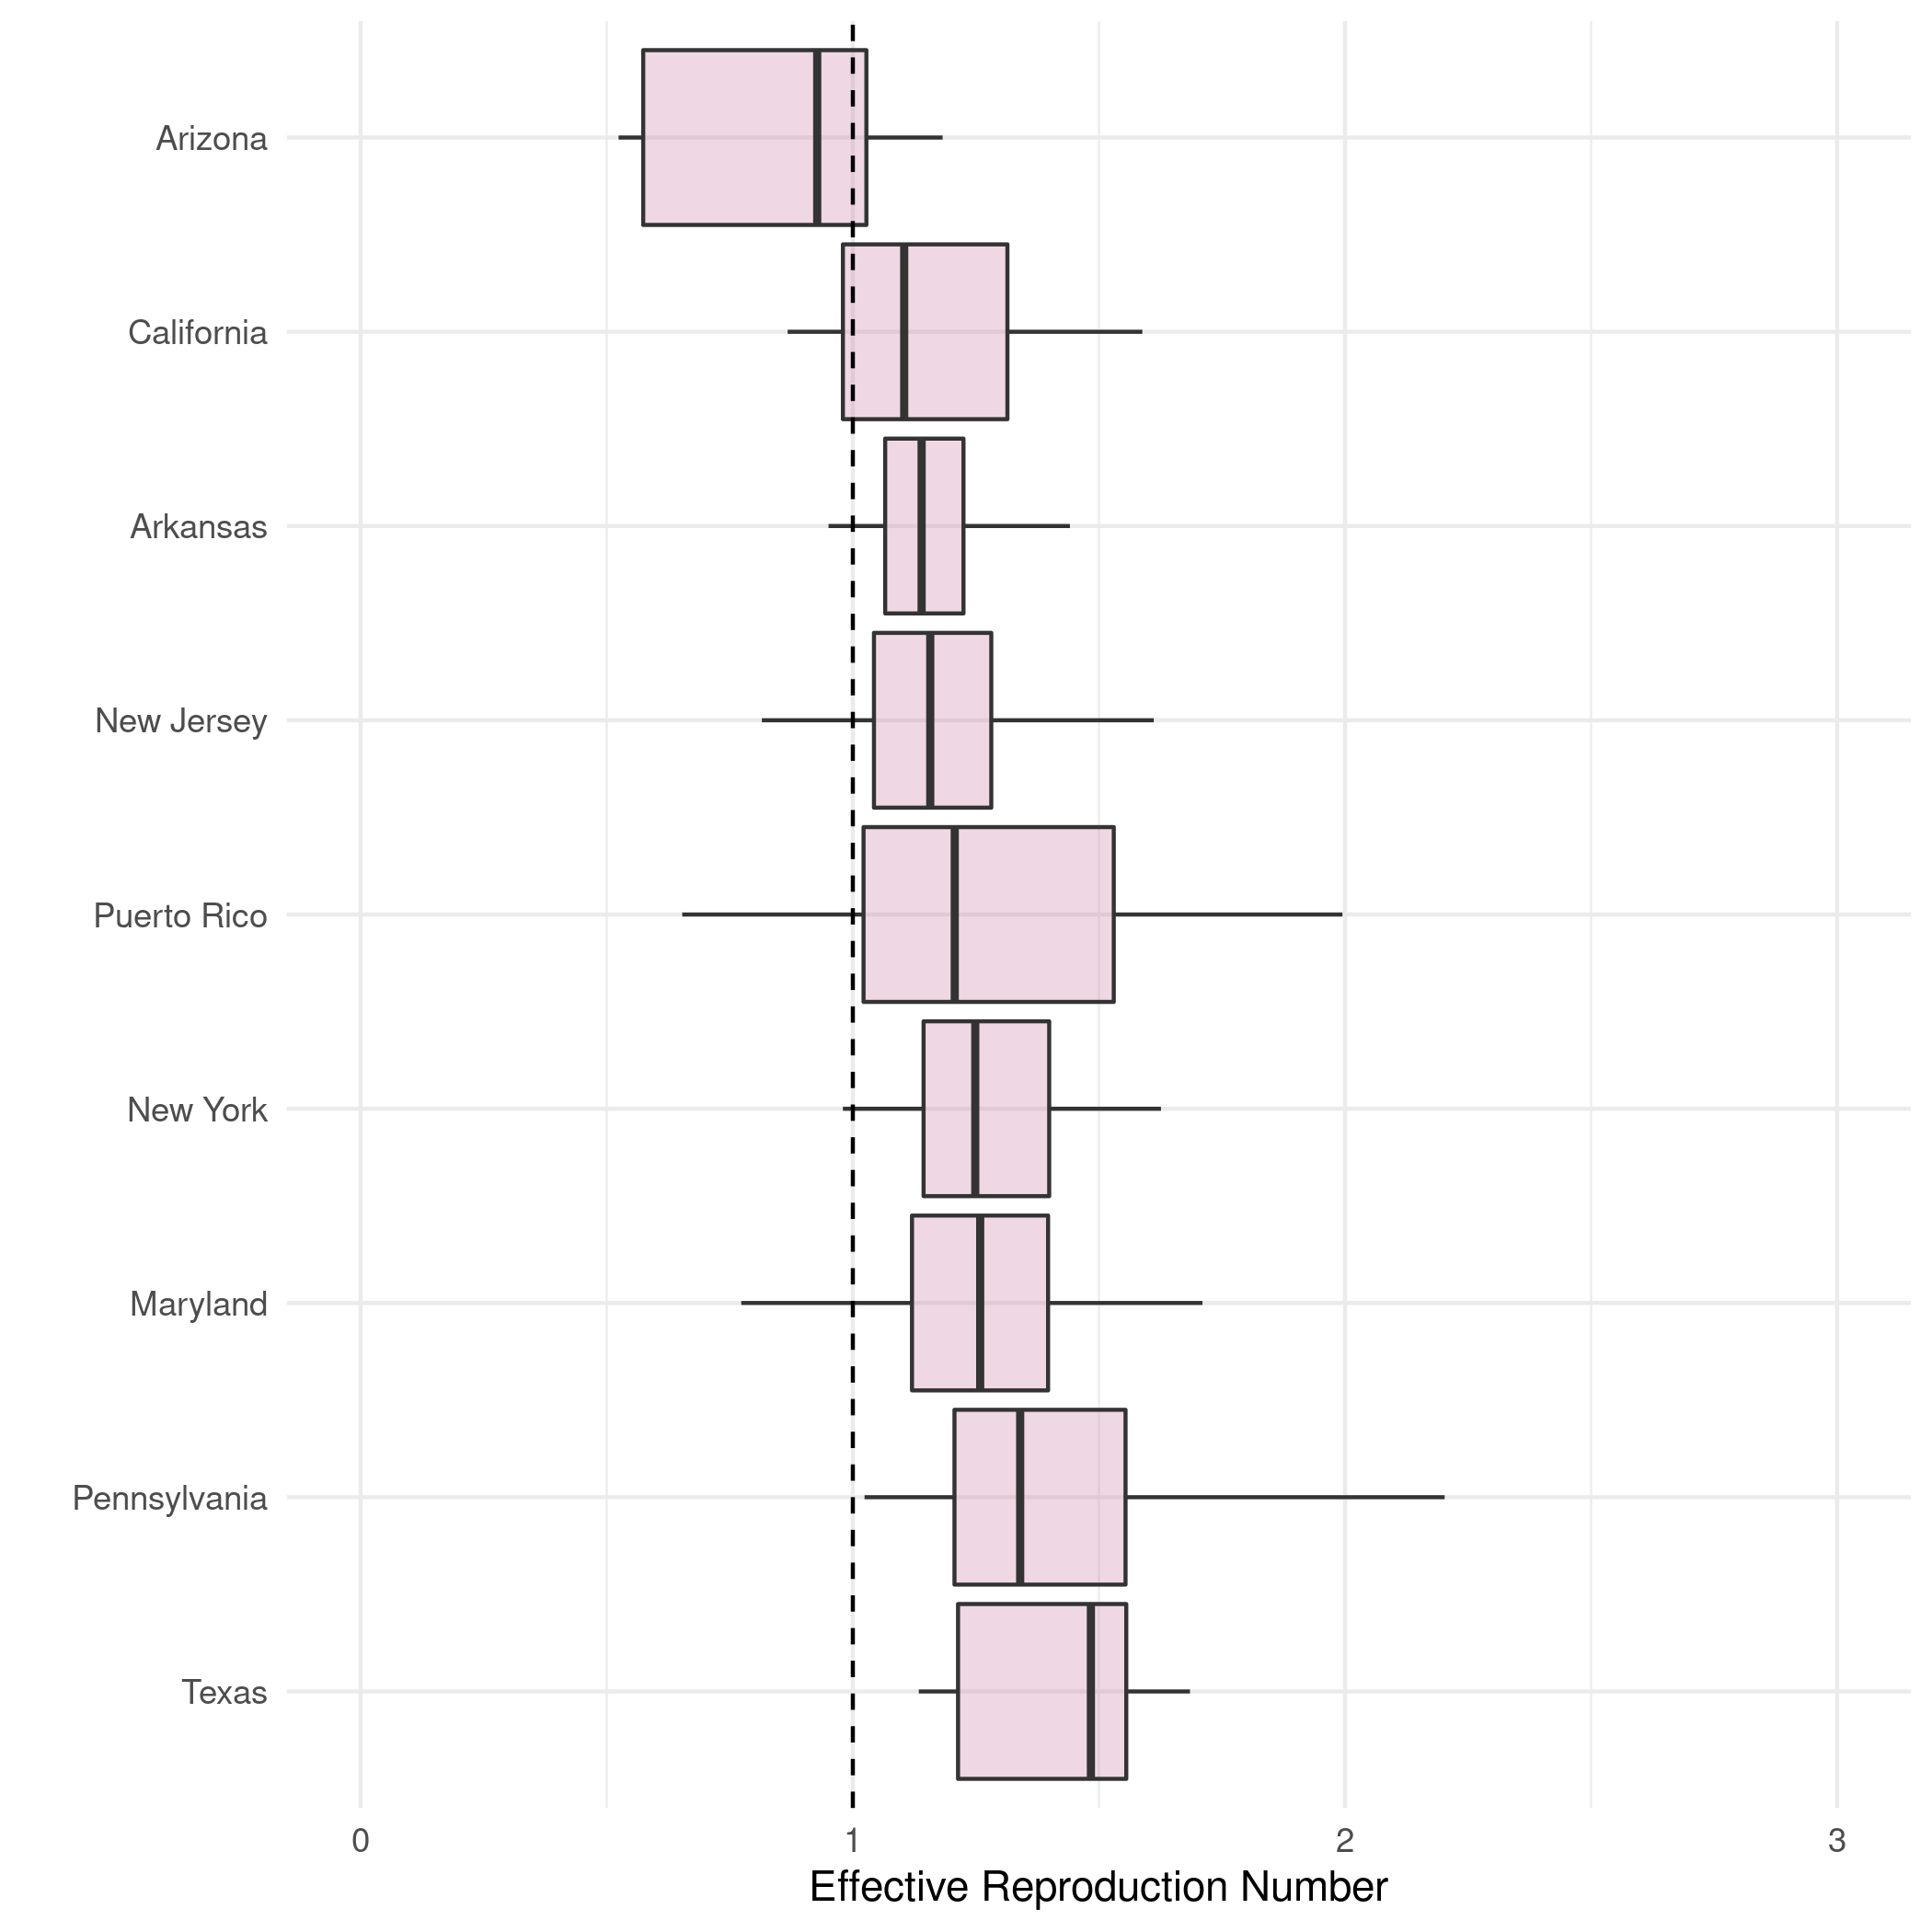 Arizona
California
Arkansas
New Jersey
Puerto Rico
New York
Maryland
Pennsylvania
Texas
0 1 2 3
Effective Reproduction Number